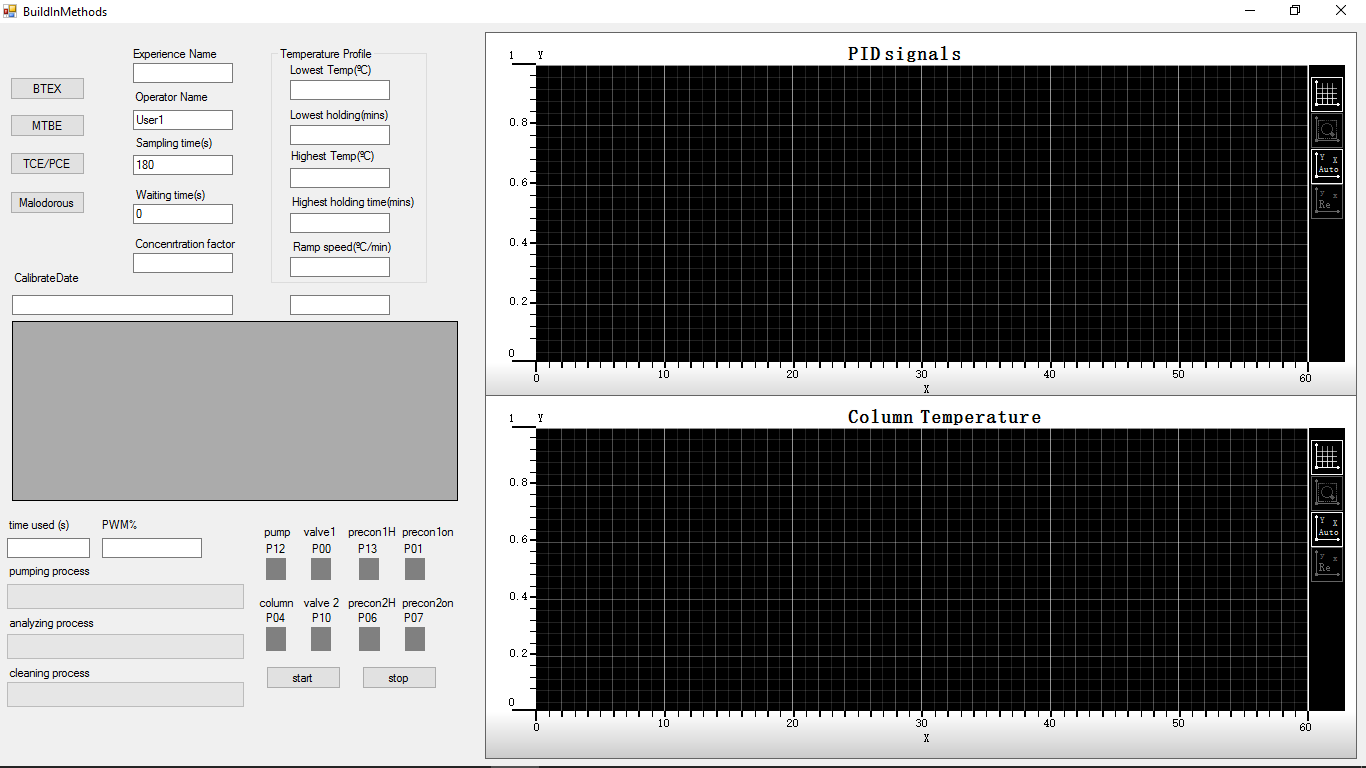 BuildInMethods
BTEX
MTBE
TCE/PCE
Malodorous
Experience Name
Operator Name
User1
Sampling time(s)
180
Waiting time(s)
0
Concenrtration factor
CalibrateDate
Temperature Profile
Lowest Temp(ºC)
Lowest holding(mins)
Highest Temp(ºC)
Highest holding time(mins)
Ramp speed(ºC/min)
time used (s)
PWM%
pumping process
analyzing process
cleaning process
pump valve1 precon1H precon1on
P12 P00 P13 P01
column valve 2 precon2H precon2on
P04 P10 P06 P07
start stop
PID signals
1 Y
0.8
0.6
0.4
0.2
0
0 10 20 30 40 50 60
X
Y X
Auto
Y X
Re
Column Temperature
1 Y
0.8
0.6
0.4
0.2
0
0 10 20 30 40 50 60
X
Y X
Auto
Y X
Re